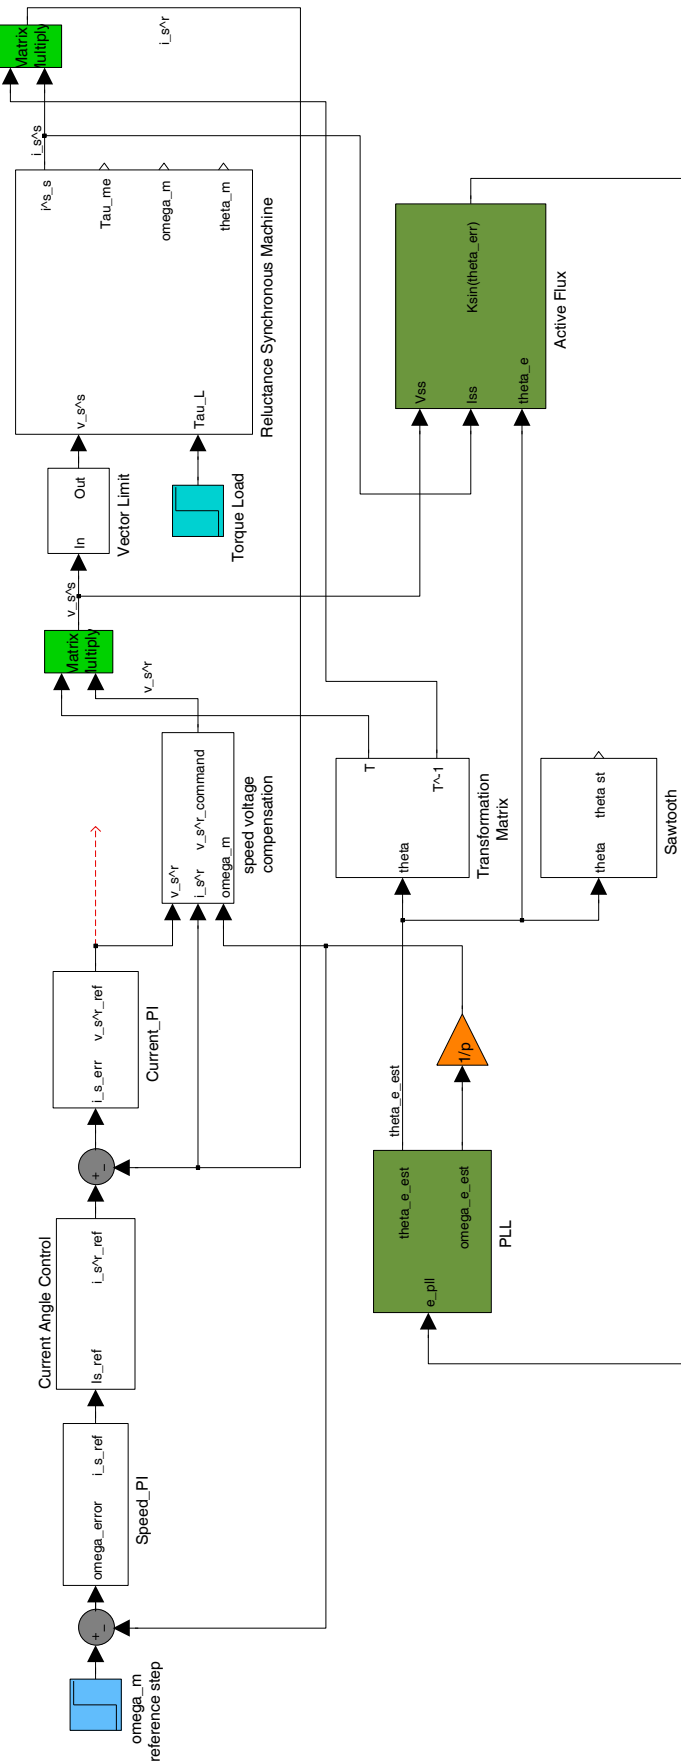 omega_m
reference step
+
−
omega_error
i_s_ref
Speed_PI
Current Angle Control
Is_ref
i_s^r_ref
+
−
i_s_err
v_s^r_ref
Current_PI
v_s^r
i_s^r
v_s^r_command
omega_m
speed voltage
compensation
v_s^r
Matrix
Multiply
v_s^s
In
Out
Vector Limit
Torque Load
v_s^s
Tau_L
i^s_s
Tau_me
omega_m
theta_m
Reluctance Synchronous Machine
i_s^s
Matrix
Multiply
i_s^r
e_pll
theta_e_est
omega_e_est
PLL
theta_e_est
1/p
theta
T
T^-1
Transformation
Matrix
theta
theta st
Sawtooth
Vss
Iss
theta_e
Ksin(theta_err)
Active Flux